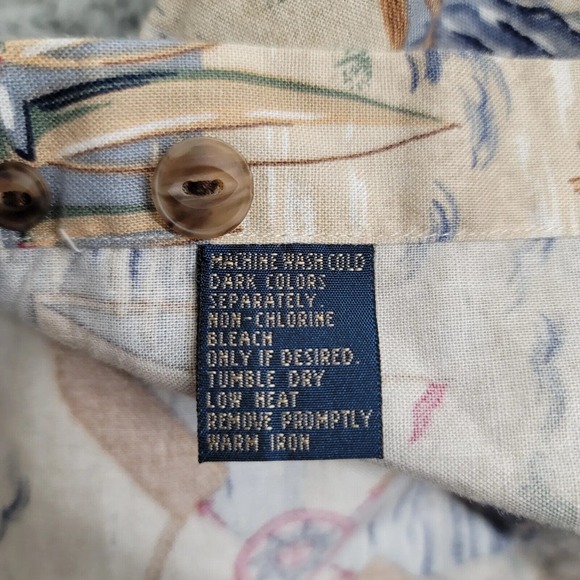 MACHINE WASH COLD
DARK COLORS
SEPARATELY.
NON-CHLORINE
BLEACH
ONLY IF DESIRED.
TUMBLE DRY
LOW HEAT
REMOVE PROMPTLY
WARM IRON